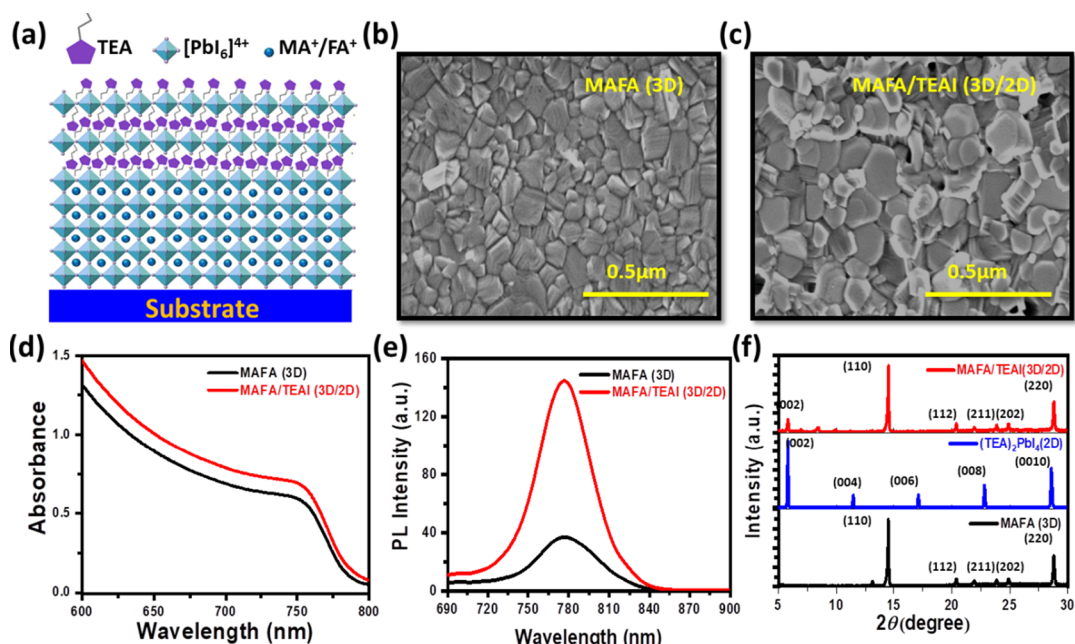 (a)
TEA
[PbI₆]⁴⁺
MA⁺/FA⁺
Substrate
(b)
MAFA (3D)
0.5μm
(c)
MAFA/TEAI (3D/2D)
0.5μm
(d)
1.5
1.0
0.5
0.0
Absorbance
MAFA (3D)
MAFA/TEAI (3D/2D)
600 650 700 750 800
Wavelength (nm)
(e)
160
120
80
40
0
PL Intensity (a.u.)
MAFA (3D)
MAFA/TEAI (3D/2D)
690 720 750 780 810 840 870 900
Wavelength (nm)
(f)
Intensity (a.u.)
MAFA/TEAI(3D/2D)
002)
(110)
(112) (211)(202)
(220)
(TEA)₂PbI₄(2D)
(002)
(004)
(006)
(008)
(0010)
MAFA (3D)
(110)
(112) (211)(202)
(220)
5 10 15 20 25 30
2θ(degree)